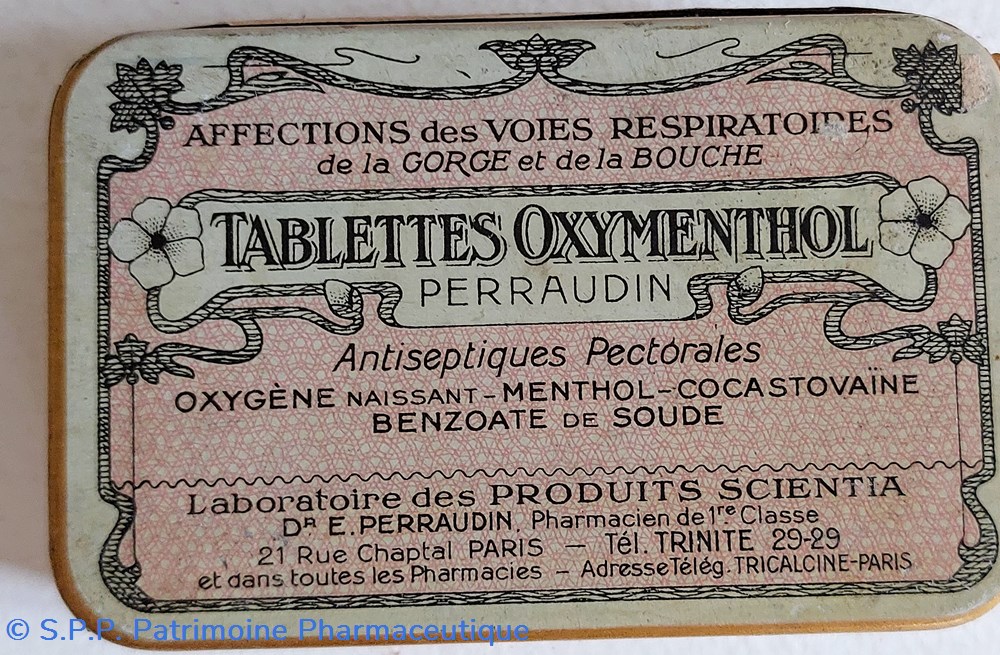 AFFECTIONS des VOIES RESPIRATOIRES
de la GORGE et de la BOUCHE
TABLETTES OXYMENTHOL
PERRAUDIN
Antiseptiques Pectorales
OXYGÈNE NAISSANT - MENTHOL - COCASTOVAÏNE
BENZOATE DE SOUDE
Laboratoire des PRODUITS SCIENTIA
DR E. PERRAUDIN, Pharmacien de 1re Classe
21 Rue Chaptal PARIS — Tél. TRINITE 29-29
et dans toutes les Pharmacies — Adresse Télég. TRICALCINE-PARIS
© S.P.P. Patrimoine Pharmaceutique